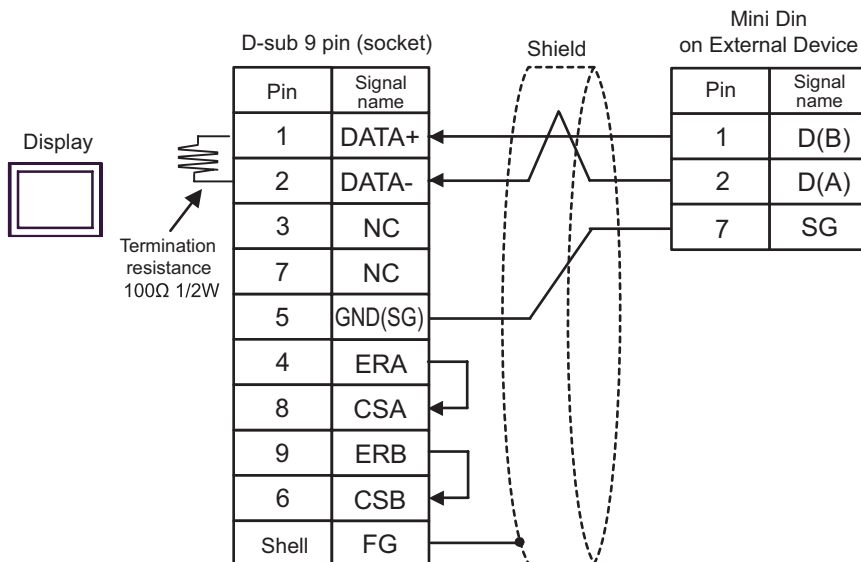 Mini Din
on External Device
D-sub 9 pin (socket)
Shield
Pin Signal name
1 DATA+
2 DATA-
3 NC
7 NC
5 GND(SG)
4 ERA
8 CSA
9 ERB
6 CSB
Shell FG
Display
Termination
resistance
100Ω 1/2W
Pin Signal name
1 D(B)
2 D(A)
7 SG